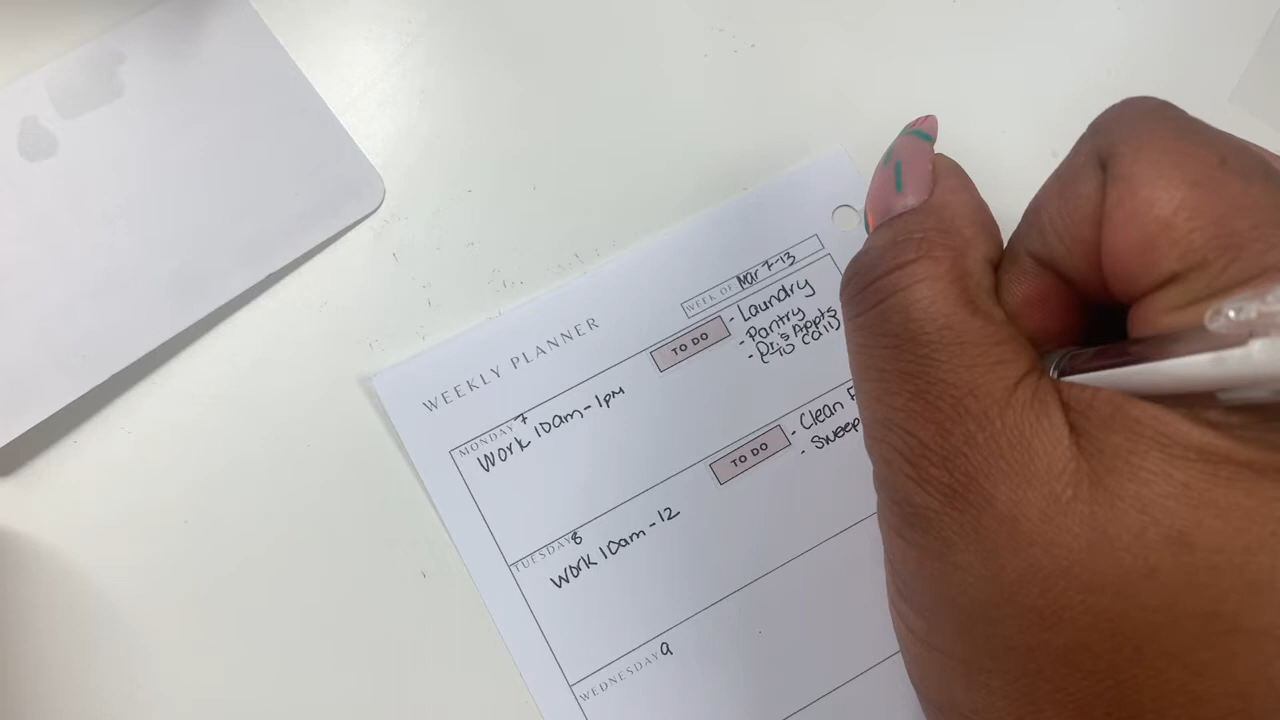 WEEKLY PLANNER
WEEK OF: Mar 7-13
MONDAY 7
Work 10am-1pm
TO DO
- Laundry
- Pantry
- Dr.'s Appts
(to call)
TUESDAY 8
Work 10am-12
TO DO
- Clean
- Sweep
WEDNESDAY 9